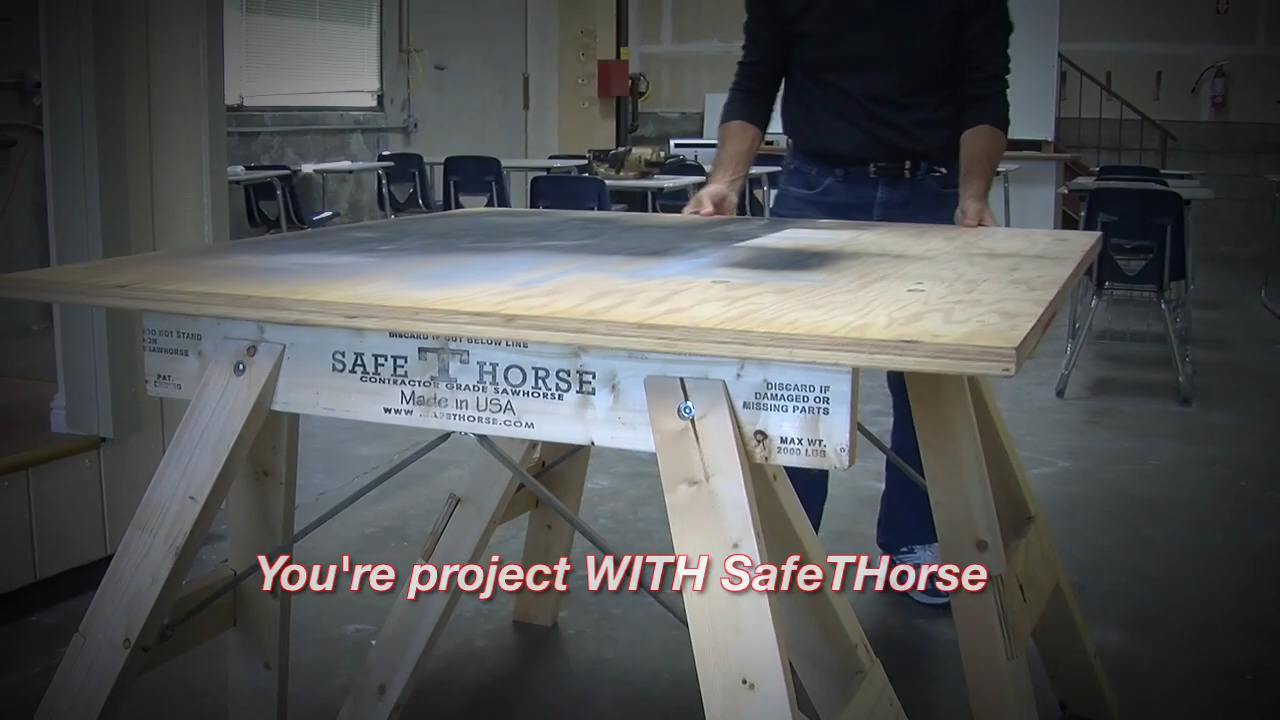 DO NOT STAND
ON
SAWHORSE
PAT.
DISCARD IF CUT BELOW LINE
SAFE T HORSE
CONTRACTOR GRADE SAWHORSE
Made in USA
WWW. SAFETHORSE.COM
DISCARD IF
DAMAGED OR
MISSING PARTS
MAX WT.
2000 LBS
You're project WITH SafeTHorse